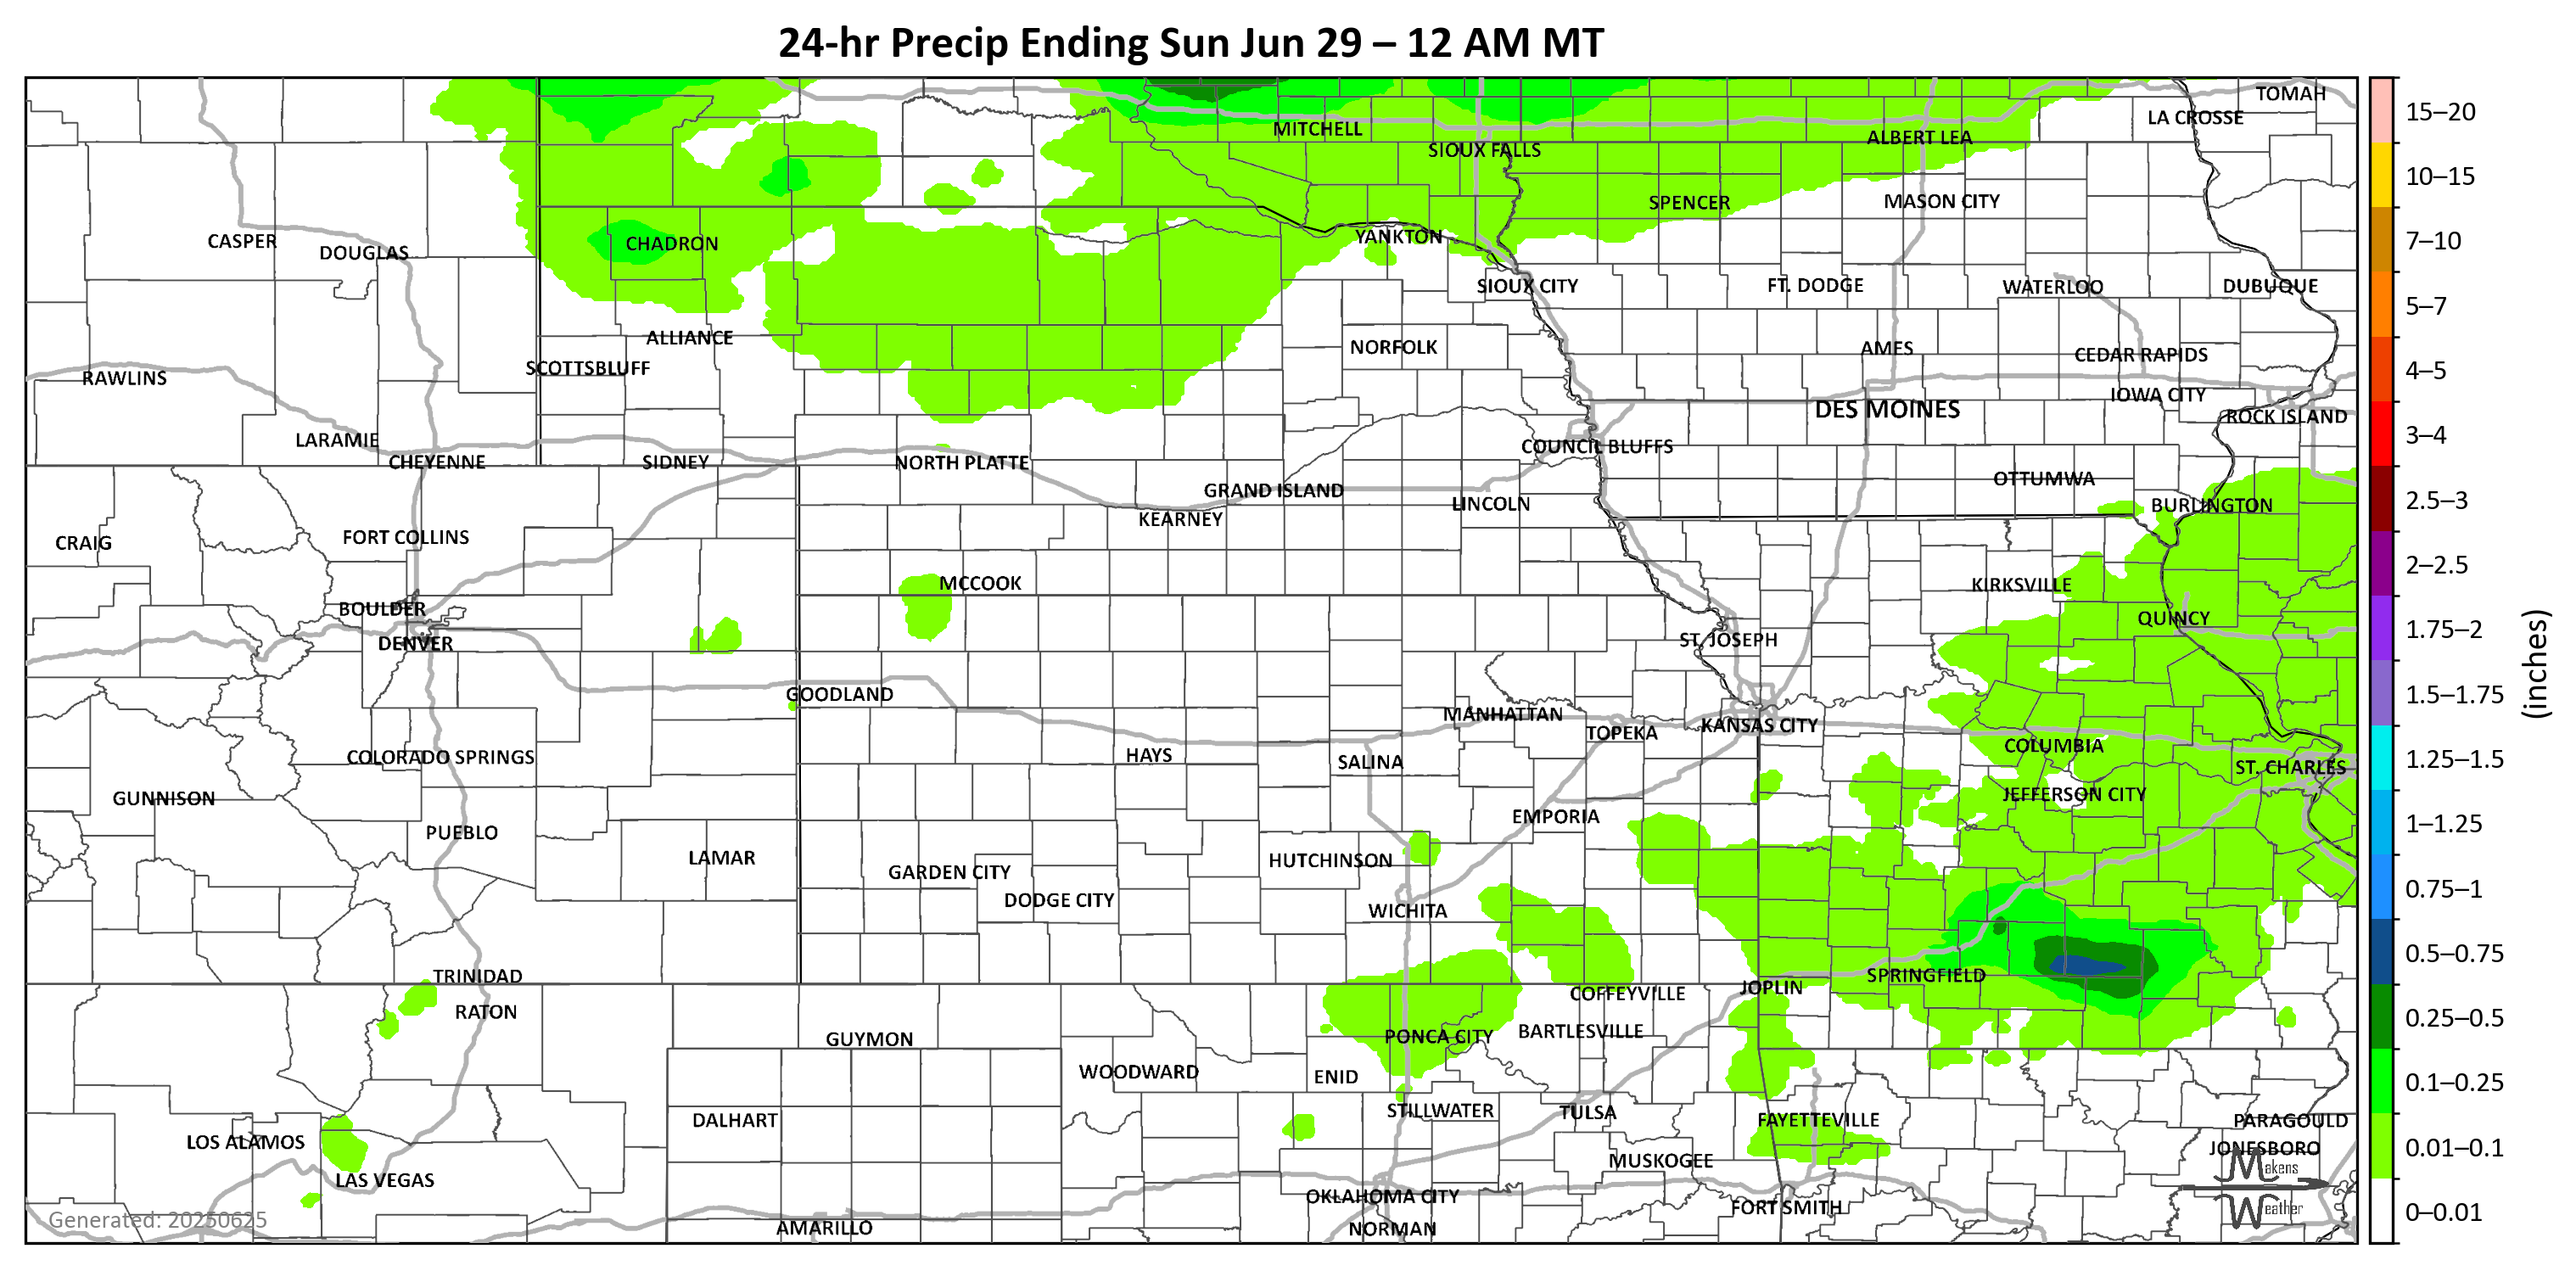 24-hr Precip Ending Sun Jun 29 – 12 AM MT
TOMAH
LA CROSSE
MITCHELL
ALBERT LEA
SIOUX FALLS
SPENCER
MASON CITY
CASPER
DOUGLAS
CHADRON
YANKTON
SIOUX CITY
FT. DODGE
WATERLOO
DUBUQUE
ALLIANCE
NORFOLK
AMES
CEDAR RAPIDS
SCOTTSBLUFF
RAWLINS
IOWA CITY
DES MOINES
ROCK ISLAND
LARAMIE
COUNCIL BLUFFS
CHEYENNE
SIDNEY
NORTH PLATTE
OTTUMWA
GRAND ISLAND
LINCOLN
BURLINGTON
KEARNEY
FORT COLLINS
CRAIG
MCCOOK
KIRKSVILLE
BOULDER
QUINCY
DENVER
ST. JOSEPH
GOODLAND
MANHATTAN
KANSAS CITY
TOPEKA
COLUMBIA
COLORADO SPRINGS
HAYS
SALINA
ST. CHARLES
GUNNISON
JEFFERSON CITY
EMPORIA
PUEBLO
LAMAR
HUTCHINSON
GARDEN CITY
DODGE CITY
WICHITA
TRINIDAD
SPRINGFIELD
JOPLIN
COFFEYVILLE
RATON
BARTLESVILLE
PONCA CITY
GUYMON
WOODWARD
ENID
STILLWATER
TULSA
DALHART
FAYETTEVILLE
PARAGOULD
LOS ALAMOS
JONESBORO
MUSKOGEE
LAS VEGAS
OKLAHOMA CITY
FORT SMITH
AMARILLO
NORMAN
Makens
Weather
Generated: 20250625
15–20
10–15
7–10
5–7
4–5
3–4
2.5–3
2–2.5
1.75–2
1.5–1.75
1.25–1.5
1–1.25
0.75–1
0.5–0.75
0.25–0.5
0.1–0.25
0.01–0.1
0–0.01
(inches)